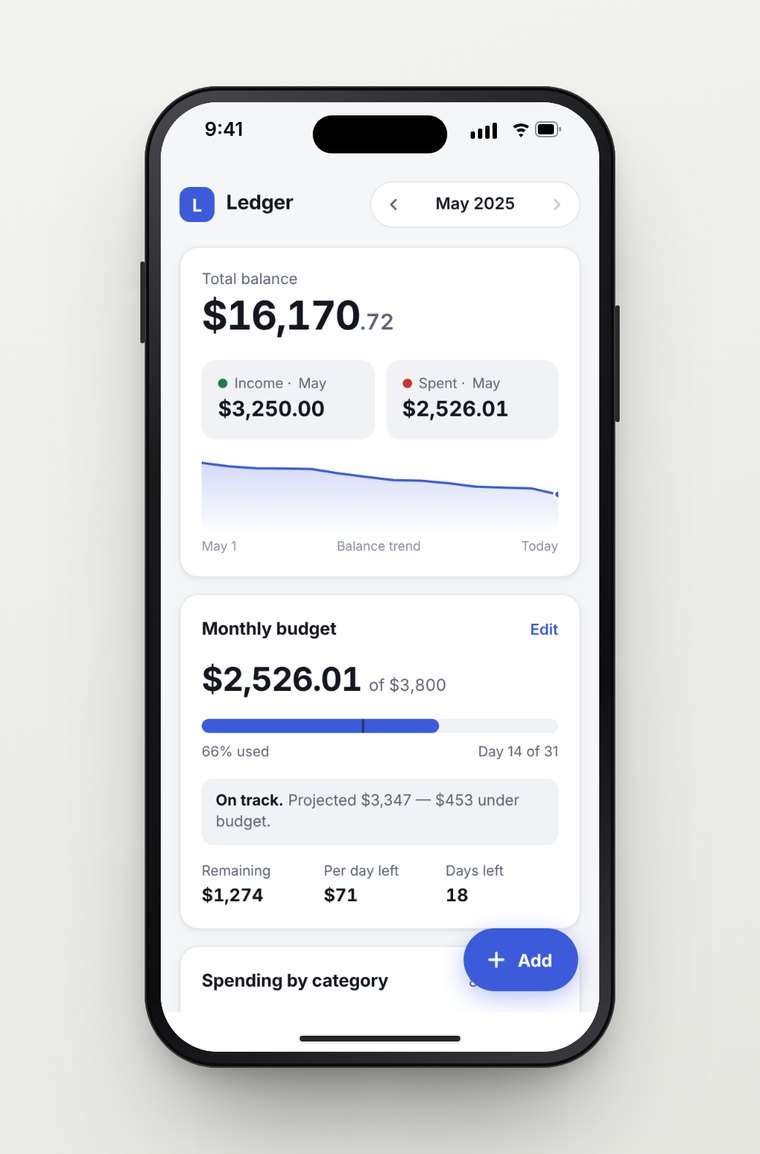 9:41
L Ledger
May 2025
Total balance
$16,170.72
Income · May
$3,250.00
Spent · May
$2,526.01
May 1
Balance trend
Today
Monthly budget
Edit
$2,526.01 of $3,800
66% used
Day 14 of 31
On track. Projected $3,347 — $453 under
budget.
Remaining
$1,274
Per day left
$71
Days left
18
Add
Spending by category